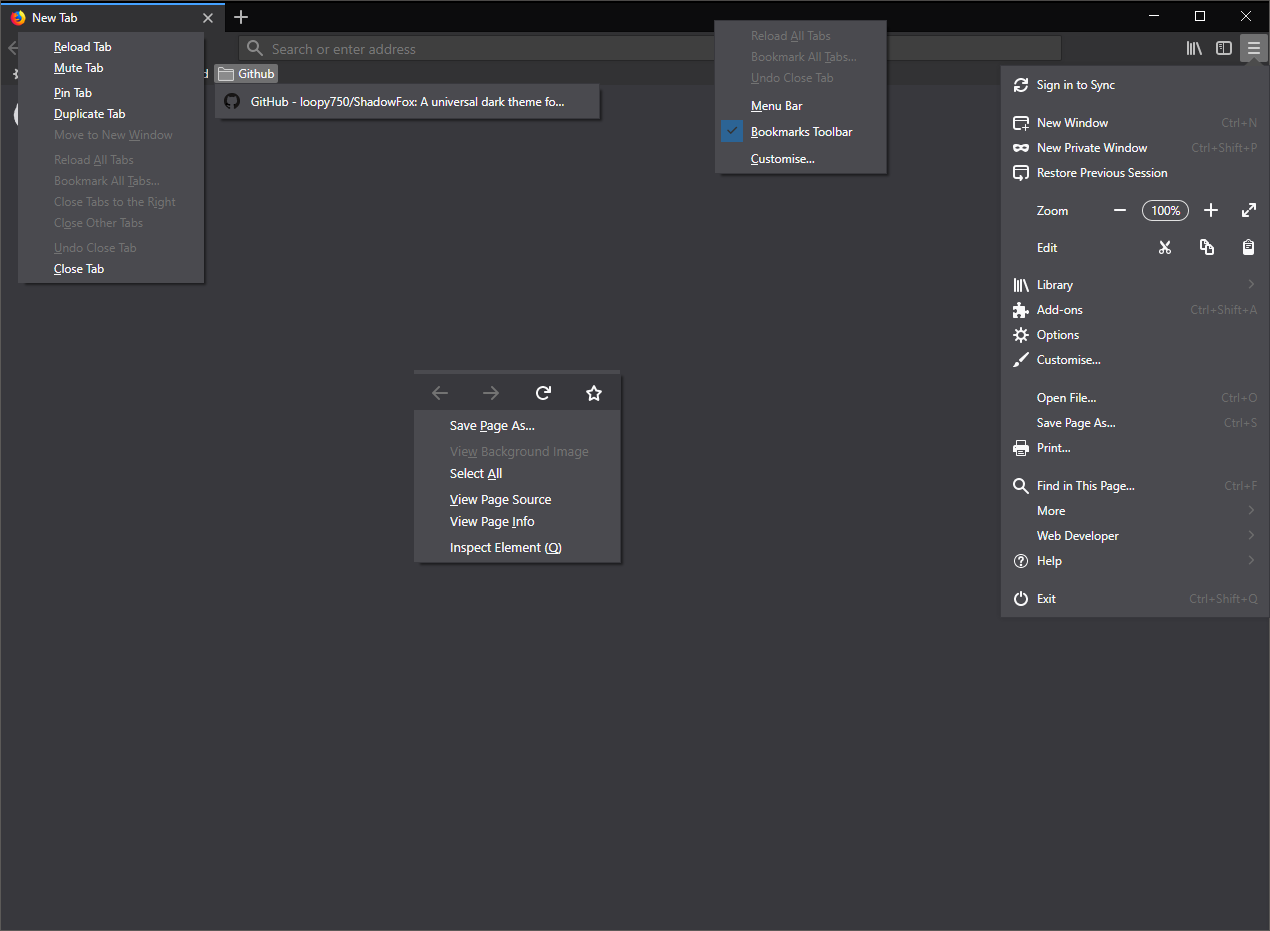 New Tab
Search or enter address
d
Github
GitHub - loopy750/ShadowFox: A universal dark theme fo...
Reload Tab
Mute Tab
Pin Tab
Duplicate Tab
Move to New Window
Reload All Tabs
Bookmark All Tabs...
Close Tabs to the Right
Close Other Tabs
Undo Close Tab
Close Tab
Reload All Tabs
Bookmark All Tabs...
Undo Close Tab
Menu Bar
Bookmarks Toolbar
Customise...
Save Page As...
View Background Image
Select All
View Page Source
View Page Info
Inspect Element (Q)
Sign in to Sync
New Window Ctrl+N
New Private Window Ctrl+Shift+P
Restore Previous Session
Zoom 100%
Edit
Library
Add-ons Ctrl+Shift+A
Options
Customise...
Open File... Ctrl+O
Save Page As... Ctrl+S
Print...
Find in This Page... Ctrl+F
More
Web Developer
Help
Exit Ctrl+Shift+Q